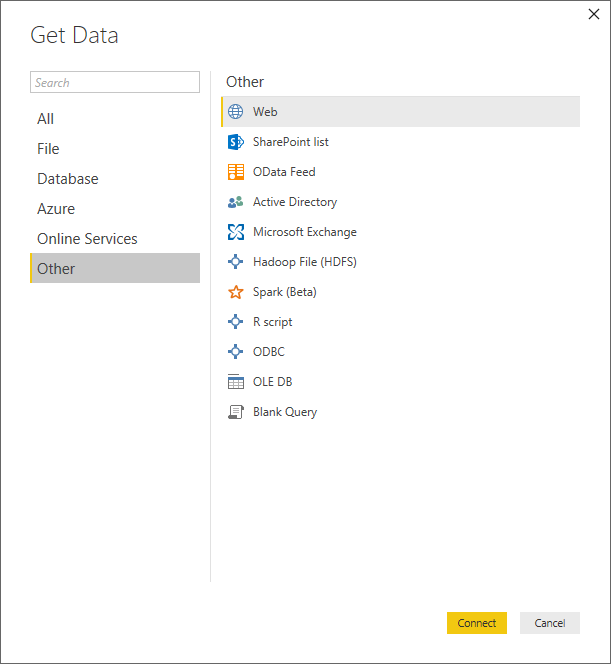 Get Data
Search
All
File
Database
Azure
Online Services
Other
Other
Web
SharePoint list
OData Feed
Active Directory
Microsoft Exchange
Hadoop File (HDFS)
Spark (Beta)
R script
ODBC
OLE DB
Blank Query
Connect
Cancel